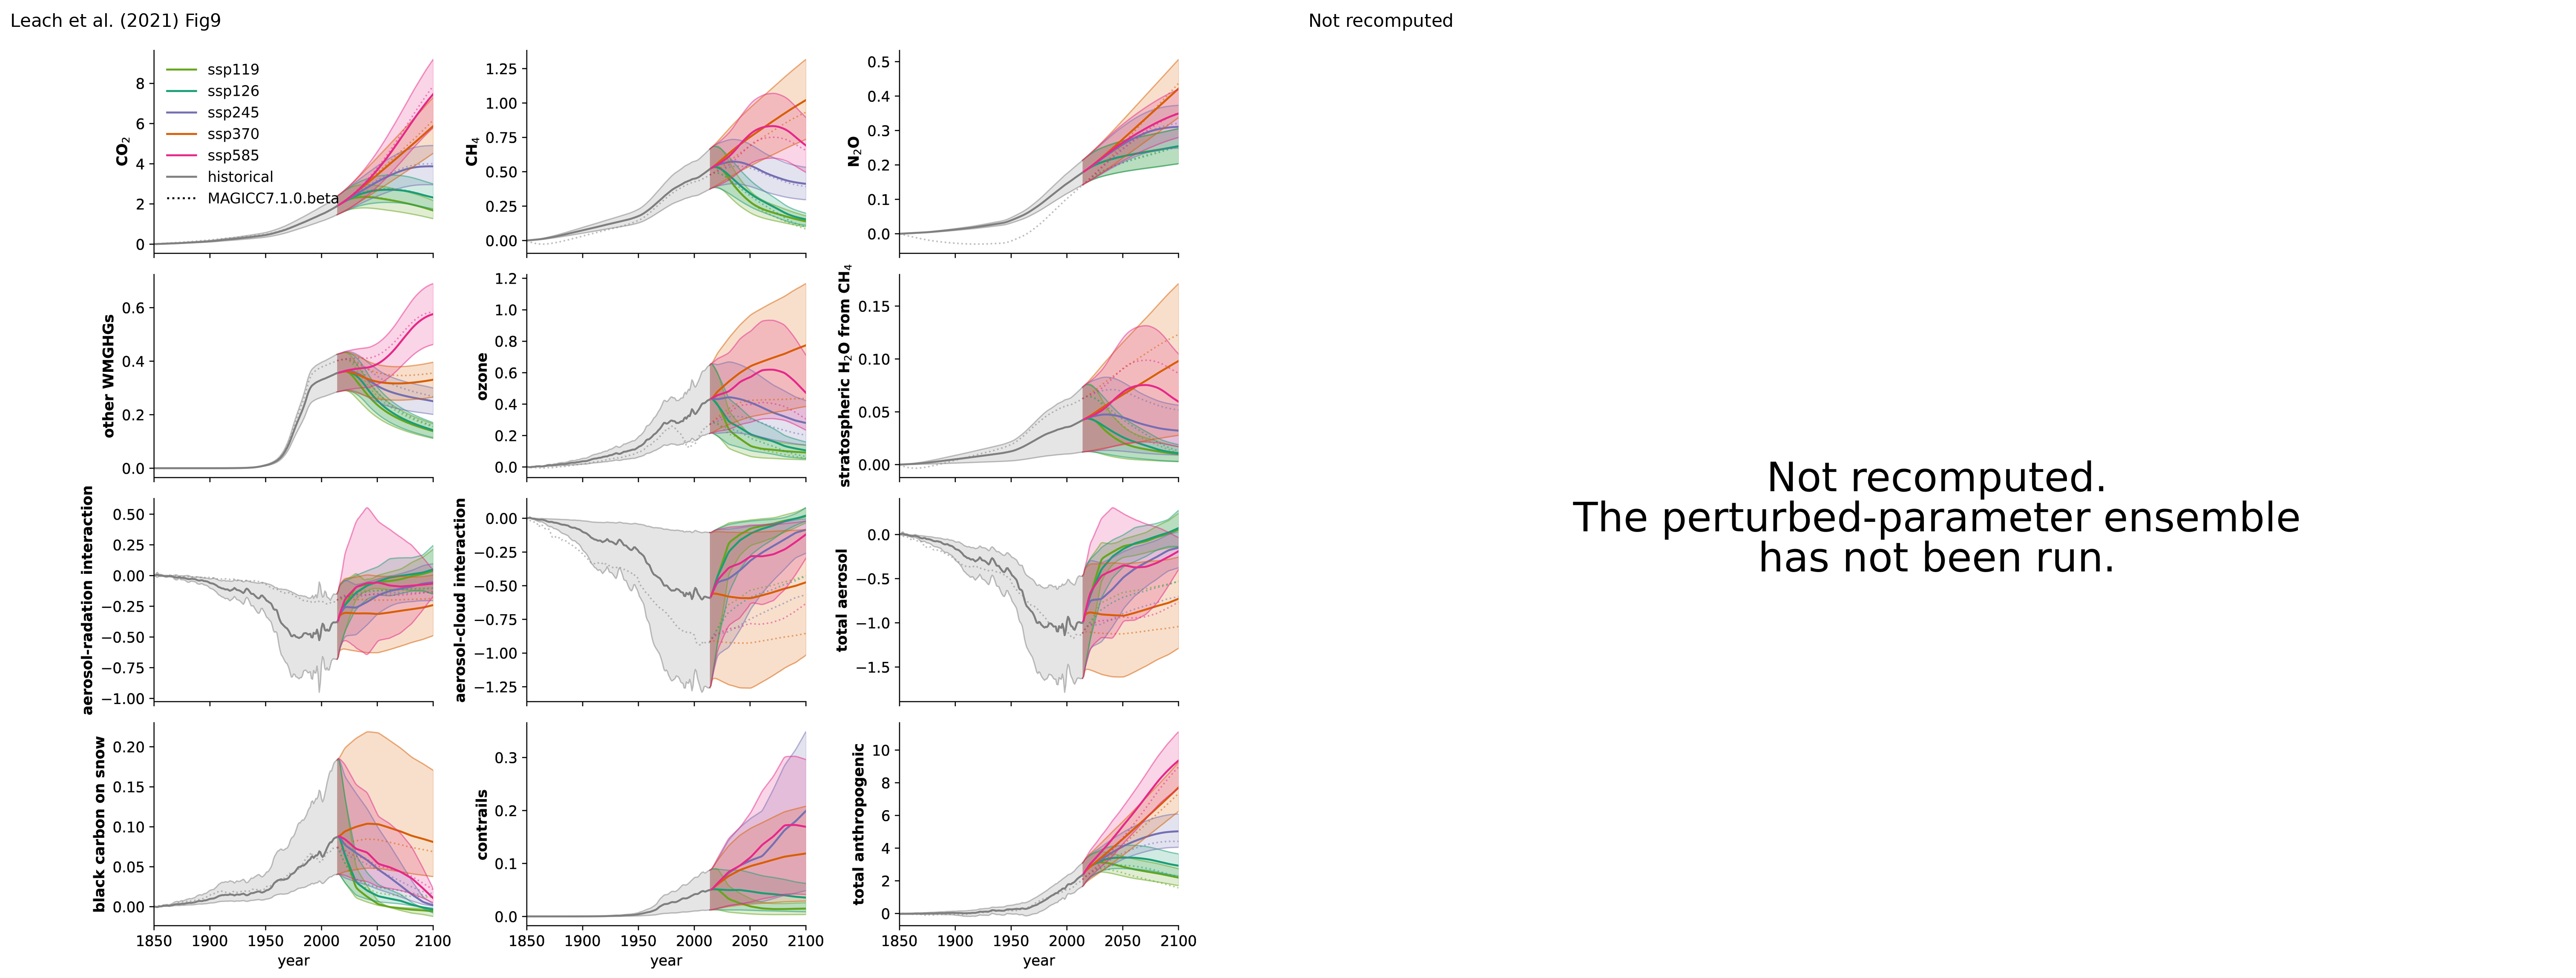 Leach et al. (2021) Fig9
Not recomputed
ssp119
ssp126
ssp245
ssp370
ssp585
historical
MAGICC7.1.0.beta
CO₂
8
6
4
2
0
CH₄
1.25
1.00
0.75
0.50
0.25
0.00
N₂O
0.5
0.4
0.3
0.2
0.1
0.0
other WMGHGs
0.6
0.4
0.2
0.0
ozone
1.2
1.0
0.8
0.6
0.4
0.2
0.0
stratospheric H₂O from CH₄
0.15
0.10
0.05
0.00
aerosol-radation interaction
0.50
0.25
0.00
−0.25
−0.50
−0.75
−1.00
aerosol-cloud interaction
0.00
−0.25
−0.50
−0.75
−1.00
−1.25
total aerosol
0.0
−0.5
−1.0
−1.5
black carbon on snow
0.20
0.15
0.10
0.05
0.00
1850 1900 1950 2000 2050 2100
year
contrails
0.3
0.2
0.1
0.0
1850 1900 1950 2000 2050 2100
year
total anthropogenic
10
8
6
4
2
0
1850 1900 1950 2000 2050 2100
year
Not recomputed.
The perturbed-parameter ensemble
has not been run.